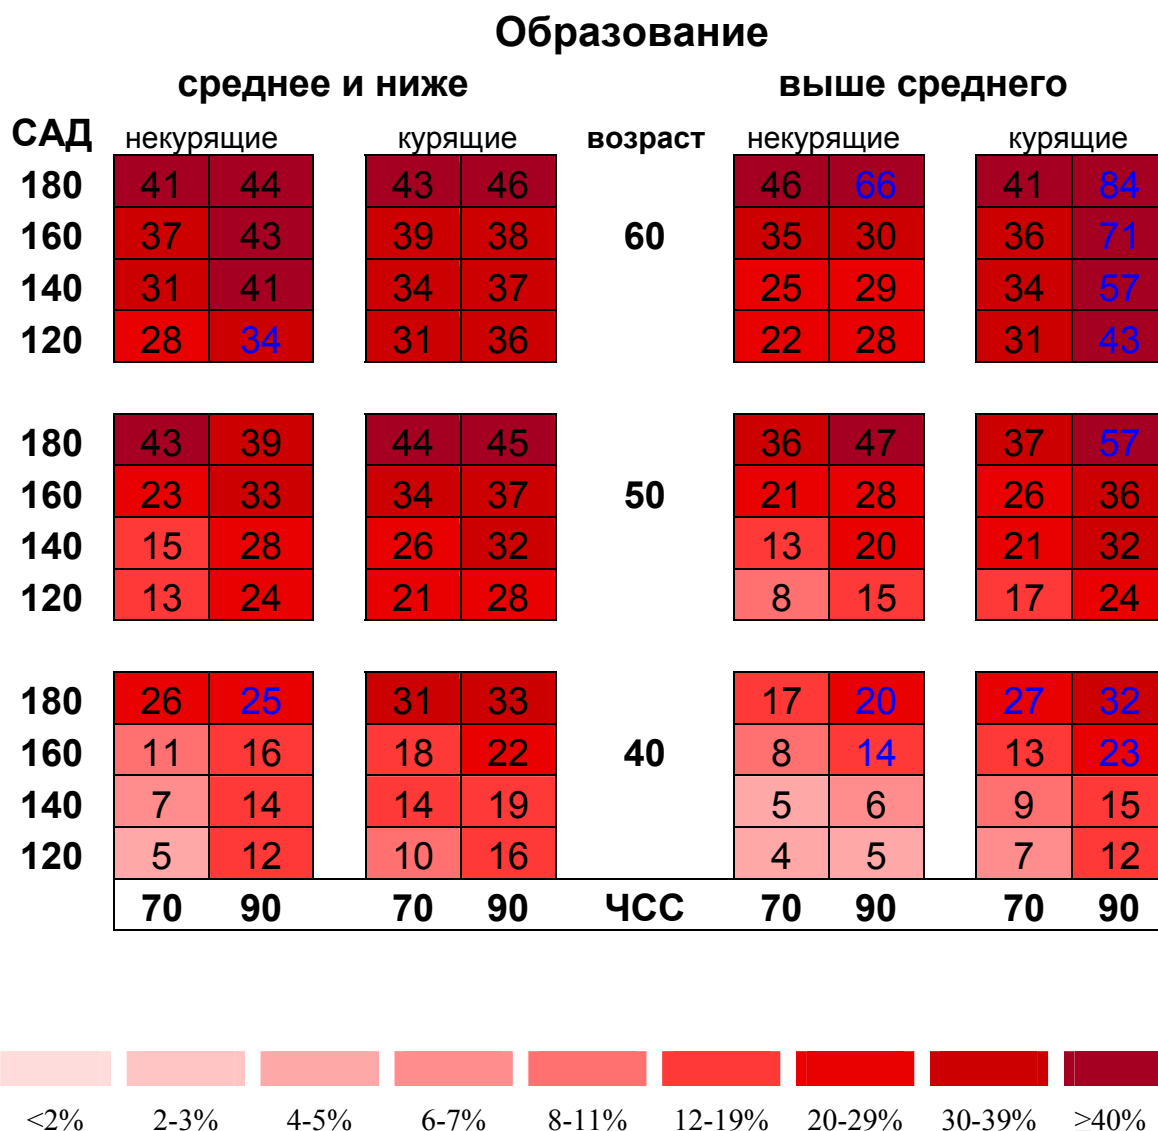 Образование
среднее и ниже выше среднего
САД некурящие курящие возраст некурящие курящие
180 41 44 43 46 46 66 41 84
160 37 43 39 38 60 35 30 36 71
140 31 41 34 37 25 29 34 57
120 28 34 31 36 22 28 31 43
180 43 39 44 45 36 47 37 57
160 23 33 34 37 50 21 28 26 36
140 15 28 26 32 13 20 21 32
120 13 24 21 28 8 15 17 24
180 26 25 31 33 17 20 27 32
160 11 16 18 22 40 8 14 13 23
140 7 14 14 19 5 6 9 15
120 5 12 10 16 4 5 7 12
70 90 70 90 ЧСС 70 90 70 90
<2% 2-3% 4-5% 6-7% 8-11% 12-19% 20-29% 30-39% >40%